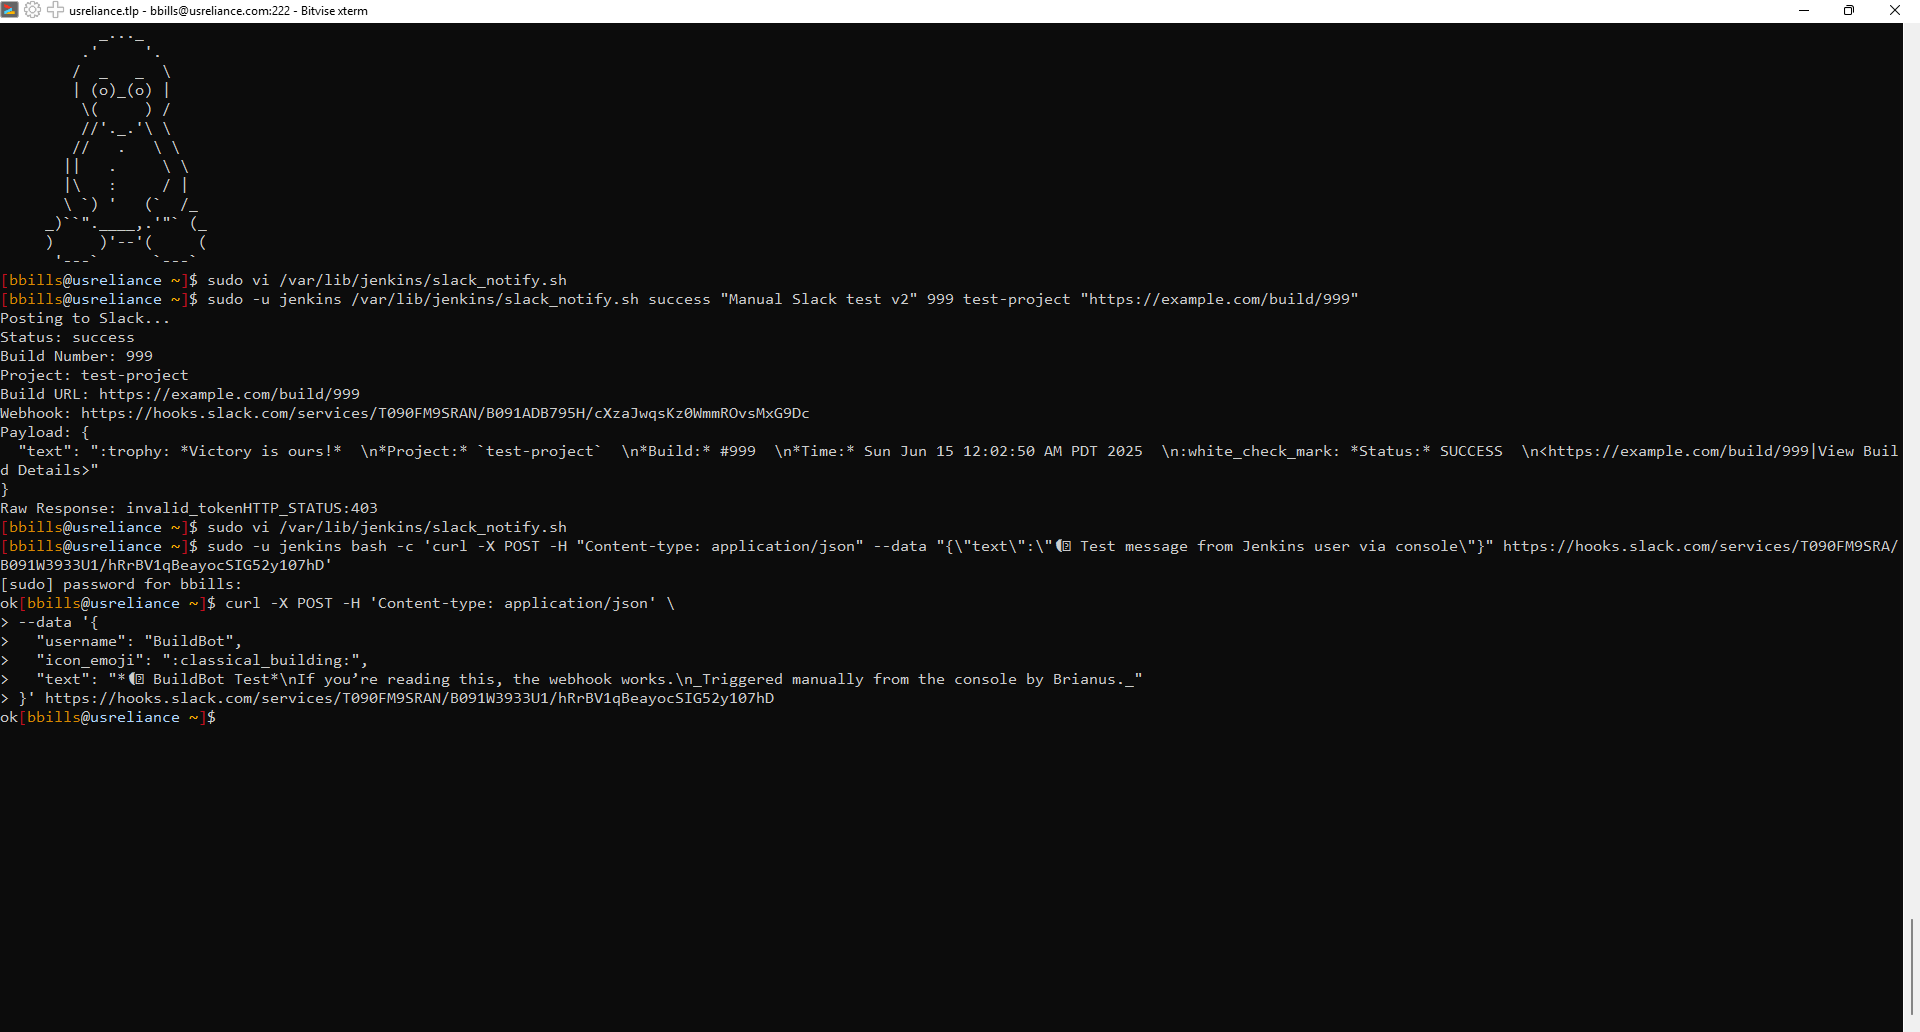 usreliance.tlp - bbills@usreliance.com:222 - Bitvise xterm
         _..._
       .'     '.
      /  _   _  \
      | (o)_(o) |
       \(     ) /
       //'._.'\ \
      //   .   \ \
     ||   .     \ \
     |\   :     / |
     \ `) '   (`  /_
   _)``".____,.'"` (_
   )     )'--'(     (
    '---`      `---`
[bbills@usreliance ~]$ sudo vi /var/lib/jenkins/slack_notify.sh
[bbills@usreliance ~]$ sudo -u jenkins /var/lib/jenkins/slack_notify.sh success "Manual Slack test v2" 999 test-project "https://example.com/build/999"
Posting to Slack...
Status: success
Build Number: 999
Project: test-project
Build URL: https://example.com/build/999
Webhook: https://hooks.slack.com/services/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
Payload: {
  "text": ":trophy: *Victory is ours!*  \n*Project:* `test-project`  \n*Build:* #999  \n*Time:* Sun Jun 15 12:02:50 AM PDT 2025  \n:white_check_mark: *Status:* SUCCESS  \n<https://example.com/build/999|View Buil
d Details>"
}
Raw Response: invalid_tokenHTTP_STATUS:403
[bbills@usreliance ~]$ sudo vi /var/lib/jenkins/slack_notify.sh
[bbills@usreliance ~]$ sudo -u jenkins bash -c 'curl -X POST -H "Content-type: application/json" --data "{\"text\":\" Test message from Jenkins user via console\"}" https://hooks.slack.com/services/T090FM9SRA/
B091W3933U1/hRrBV1qBeayocSIG52y107hD'
[sudo] password for bbills:
ok[bbills@usreliance ~]$ curl -X POST -H 'Content-type: application/json' \
> --data '{
>   "username": "BuildBot",
>   "icon_emoji": ":classical_building:",
>   "text": "* BuildBot Test*\nIf you’re reading this, the webhook works.\n_Triggered manually from the console by Brianus._"
> }' https://hooks.slack.com/services/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
ok[bbills@usreliance ~]$